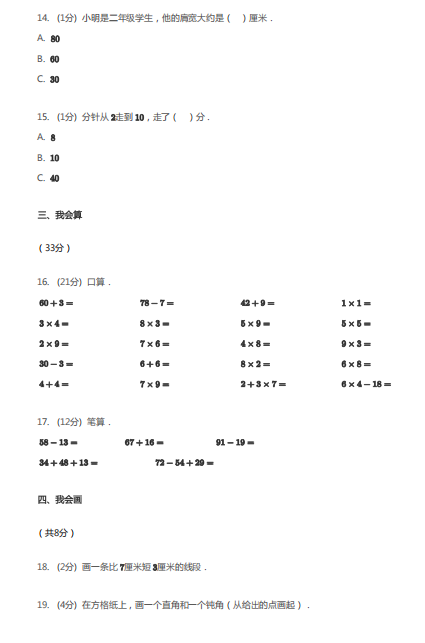 14. (1分) 小明是二年级学生，他的肩宽大约是（  ）厘米．
A. 80
B. 60
C. 30
15. (1分) 分针从 2走到 10，走了（  ）分．
A. 8
B. 10
C. 40
三、我会算
（33分）
16. (21分) 口算．
60 + 3 = 78 − 7 = 42 + 9 = 1 × 1 =
3 × 4 = 8 × 3 = 5 × 9 = 5 × 5 =
2 × 9 = 7 × 6 = 4 × 8 = 9 × 3 =
30 − 3 = 6 + 6 = 8 × 2 = 6 × 8 =
4 + 4 = 7 × 9 = 2 + 3 × 7 = 6 × 4 − 18 =
17. (12分) 笔算．
58 − 13 = 67 + 16 = 91 − 19 =
34 + 48 + 13 = 72 − 54 + 29 =
四、我会画
（共8分）
18. (2分) 画一条比 7厘米短 3厘米的线段．
19. (4分) 在方格纸上，画一个直角和一个钝角（从给出的点画起）．